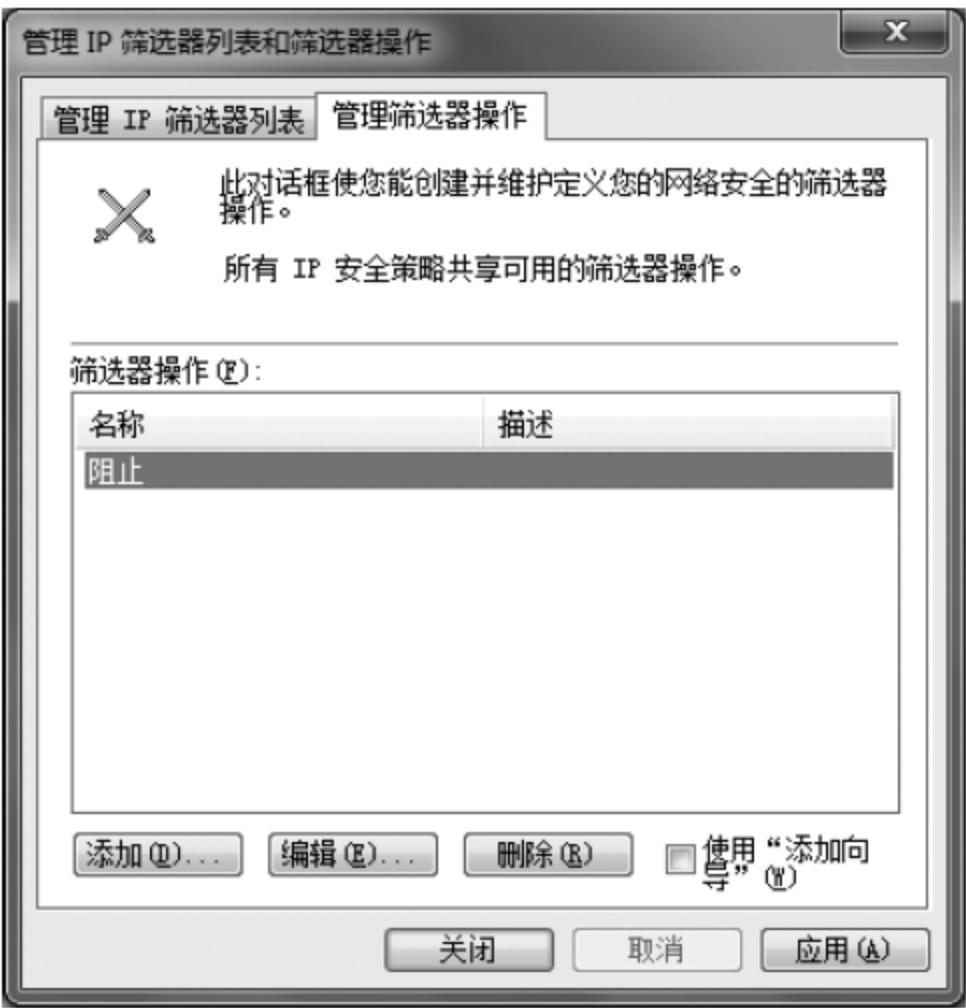 管理 IP 筛选器列表和筛选器操作
x
管理 IP 筛选器列表 管理筛选器操作
此对话框使您能创建并维护定义您的网络安全的筛选器
操作。
所有 IP 安全策略共享可用的筛选器操作。
筛选器操作(F):
名称 描述
阻止
添加(D)... 编辑(E)... 删除(R) 使用“添加向
导”(W)
关闭 取消 应用(A)